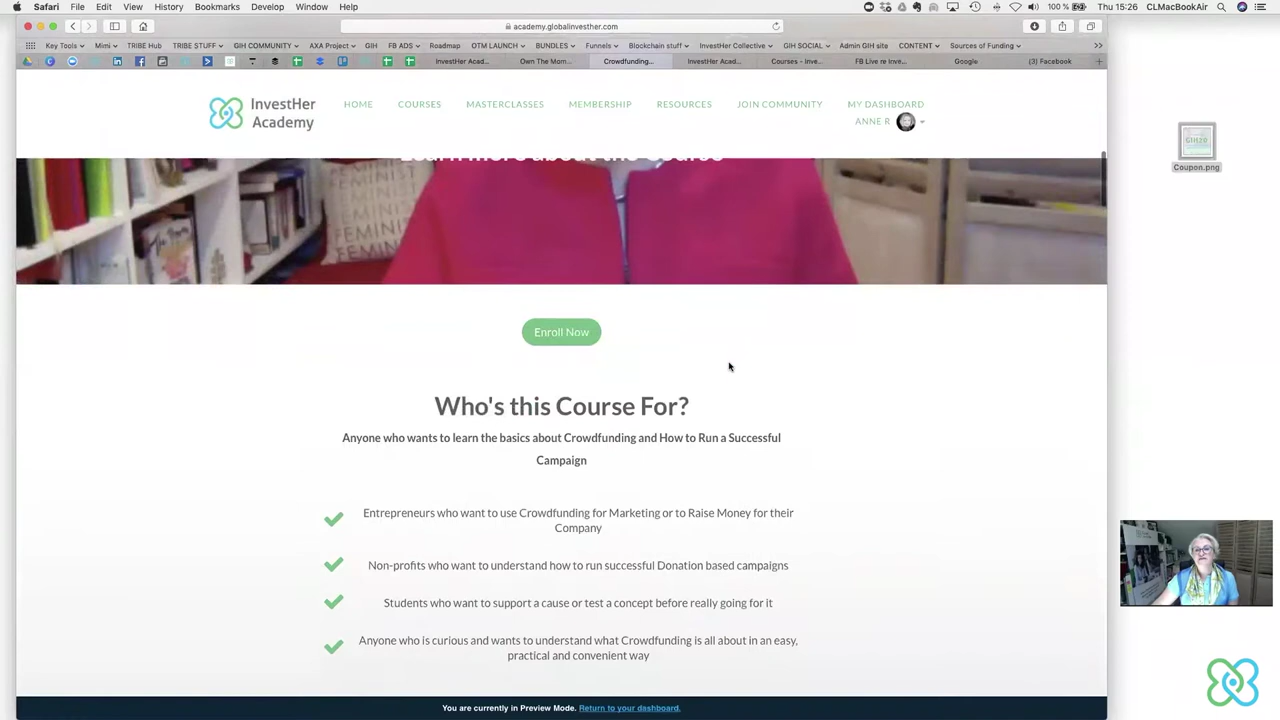 Safari File Edit View History Bookmarks Develop Window Help
100 % Thu 15:26 CLMacBookAir
academy.globalinvesther.com
Key Tools Mimi TRIBE Hub TRIBE STUFF GIH COMMUNITY AXA Project GIH FB ADS Roadmap OTM LAUNCH BUNDLES Funnels Blockchain stuff InvestHer Collective GIH SOCIAL Admin GIH site CONTENT Sources of Funding
InvestHer Acad... Own The Mom... Crowdfunding... InvestHer Acad... Courses - Inve... FB Live re Inve... Google (3) Facebook
InvestHer
Academy
HOME COURSES MASTERCLASSES MEMBERSHIP RESOURCES JOIN COMMUNITY MY DASHBOARD
ANNE R
Learn more about the Course
FEMINIST
Coupon.png
Enroll Now
Who's this Course For?
Anyone who wants to learn the basics about Crowdfunding and How to Run a Successful
Campaign
Entrepreneurs who want to use Crowdfunding for Marketing or to Raise Money for their
Company
Non-profits who want to understand how to run successful Donation based campaigns
Students who want to support a cause or test a concept before really going for it
Anyone who is curious and wants to understand what Crowdfunding is all about in an easy,
practical and convenient way
You are currently in Preview Mode. Return to your dashboard.